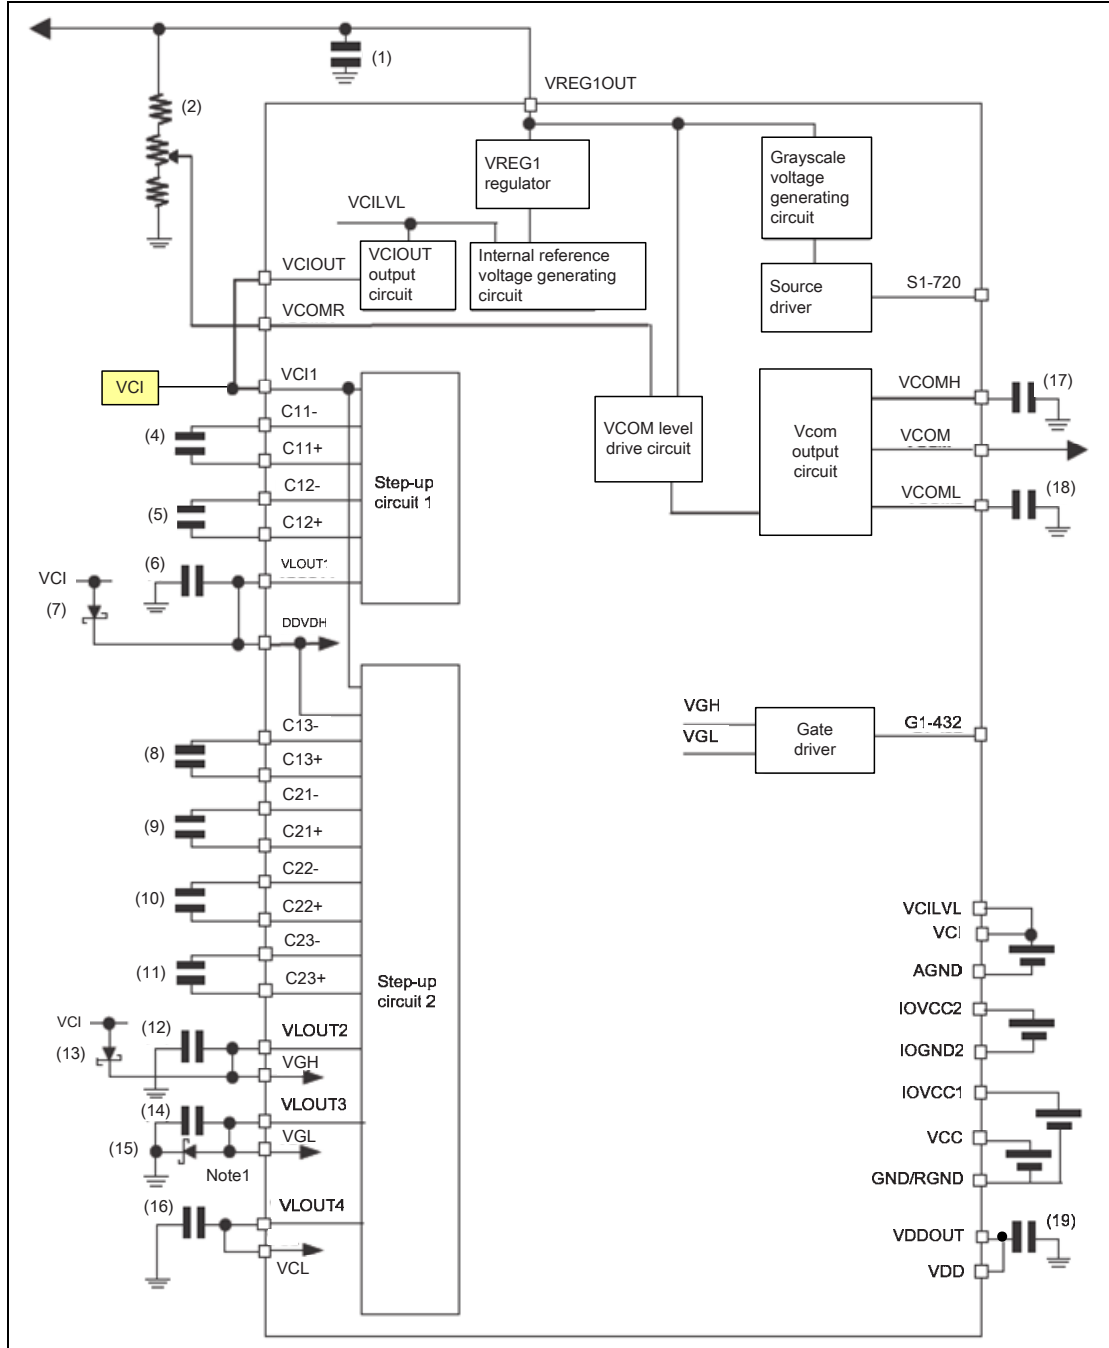 (1)
VREG1OUT
(2)
VREG1
regulator
Grayscale
voltage
generating
circuit
VCILVL
VCIOUT
VCIOUT
output
circuit
Internal reference
voltage generating
circuit
Source
driver
S1-720
VCOMR
VCI
VCI1
C11-
(4)
C11+
C12-
(5)
C12+
Step-up
circuit 1
VCOM level
drive circuit
Vcom
output
circuit
VCOMH
(17)
VCOM
VCOML
(18)
(6)
VLOUT1
VCI
(7)
DDVDH
C13-
(8)
C13+
C21-
(9)
C21+
C22-
(10)
C22+
C23-
(11)
C23+
Step-up
circuit 2
VGH
VGL
Gate
driver
G1-432
VCILVL
VCI
AGND
IOVCC2
IOGND2
IOVCC1
VCC
GND/RGND
VDDOUT
(19)
VDD
VCI
(12)
(13)
VLOUT2
VGH
(14)
VLOUT3
(15)
VGL
Note1
(16)
VLOUT4
VCL